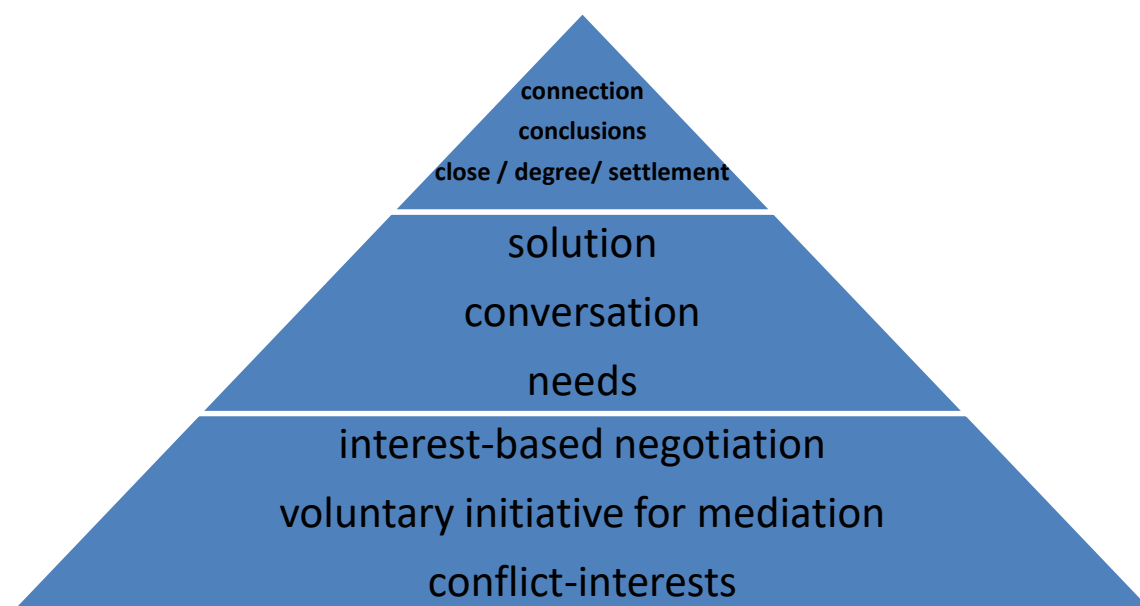 connection
conclusions
close / degree/ settlement
solution
conversation
needs
interest-based negotiation
voluntary initiative for mediation
conflict-interests